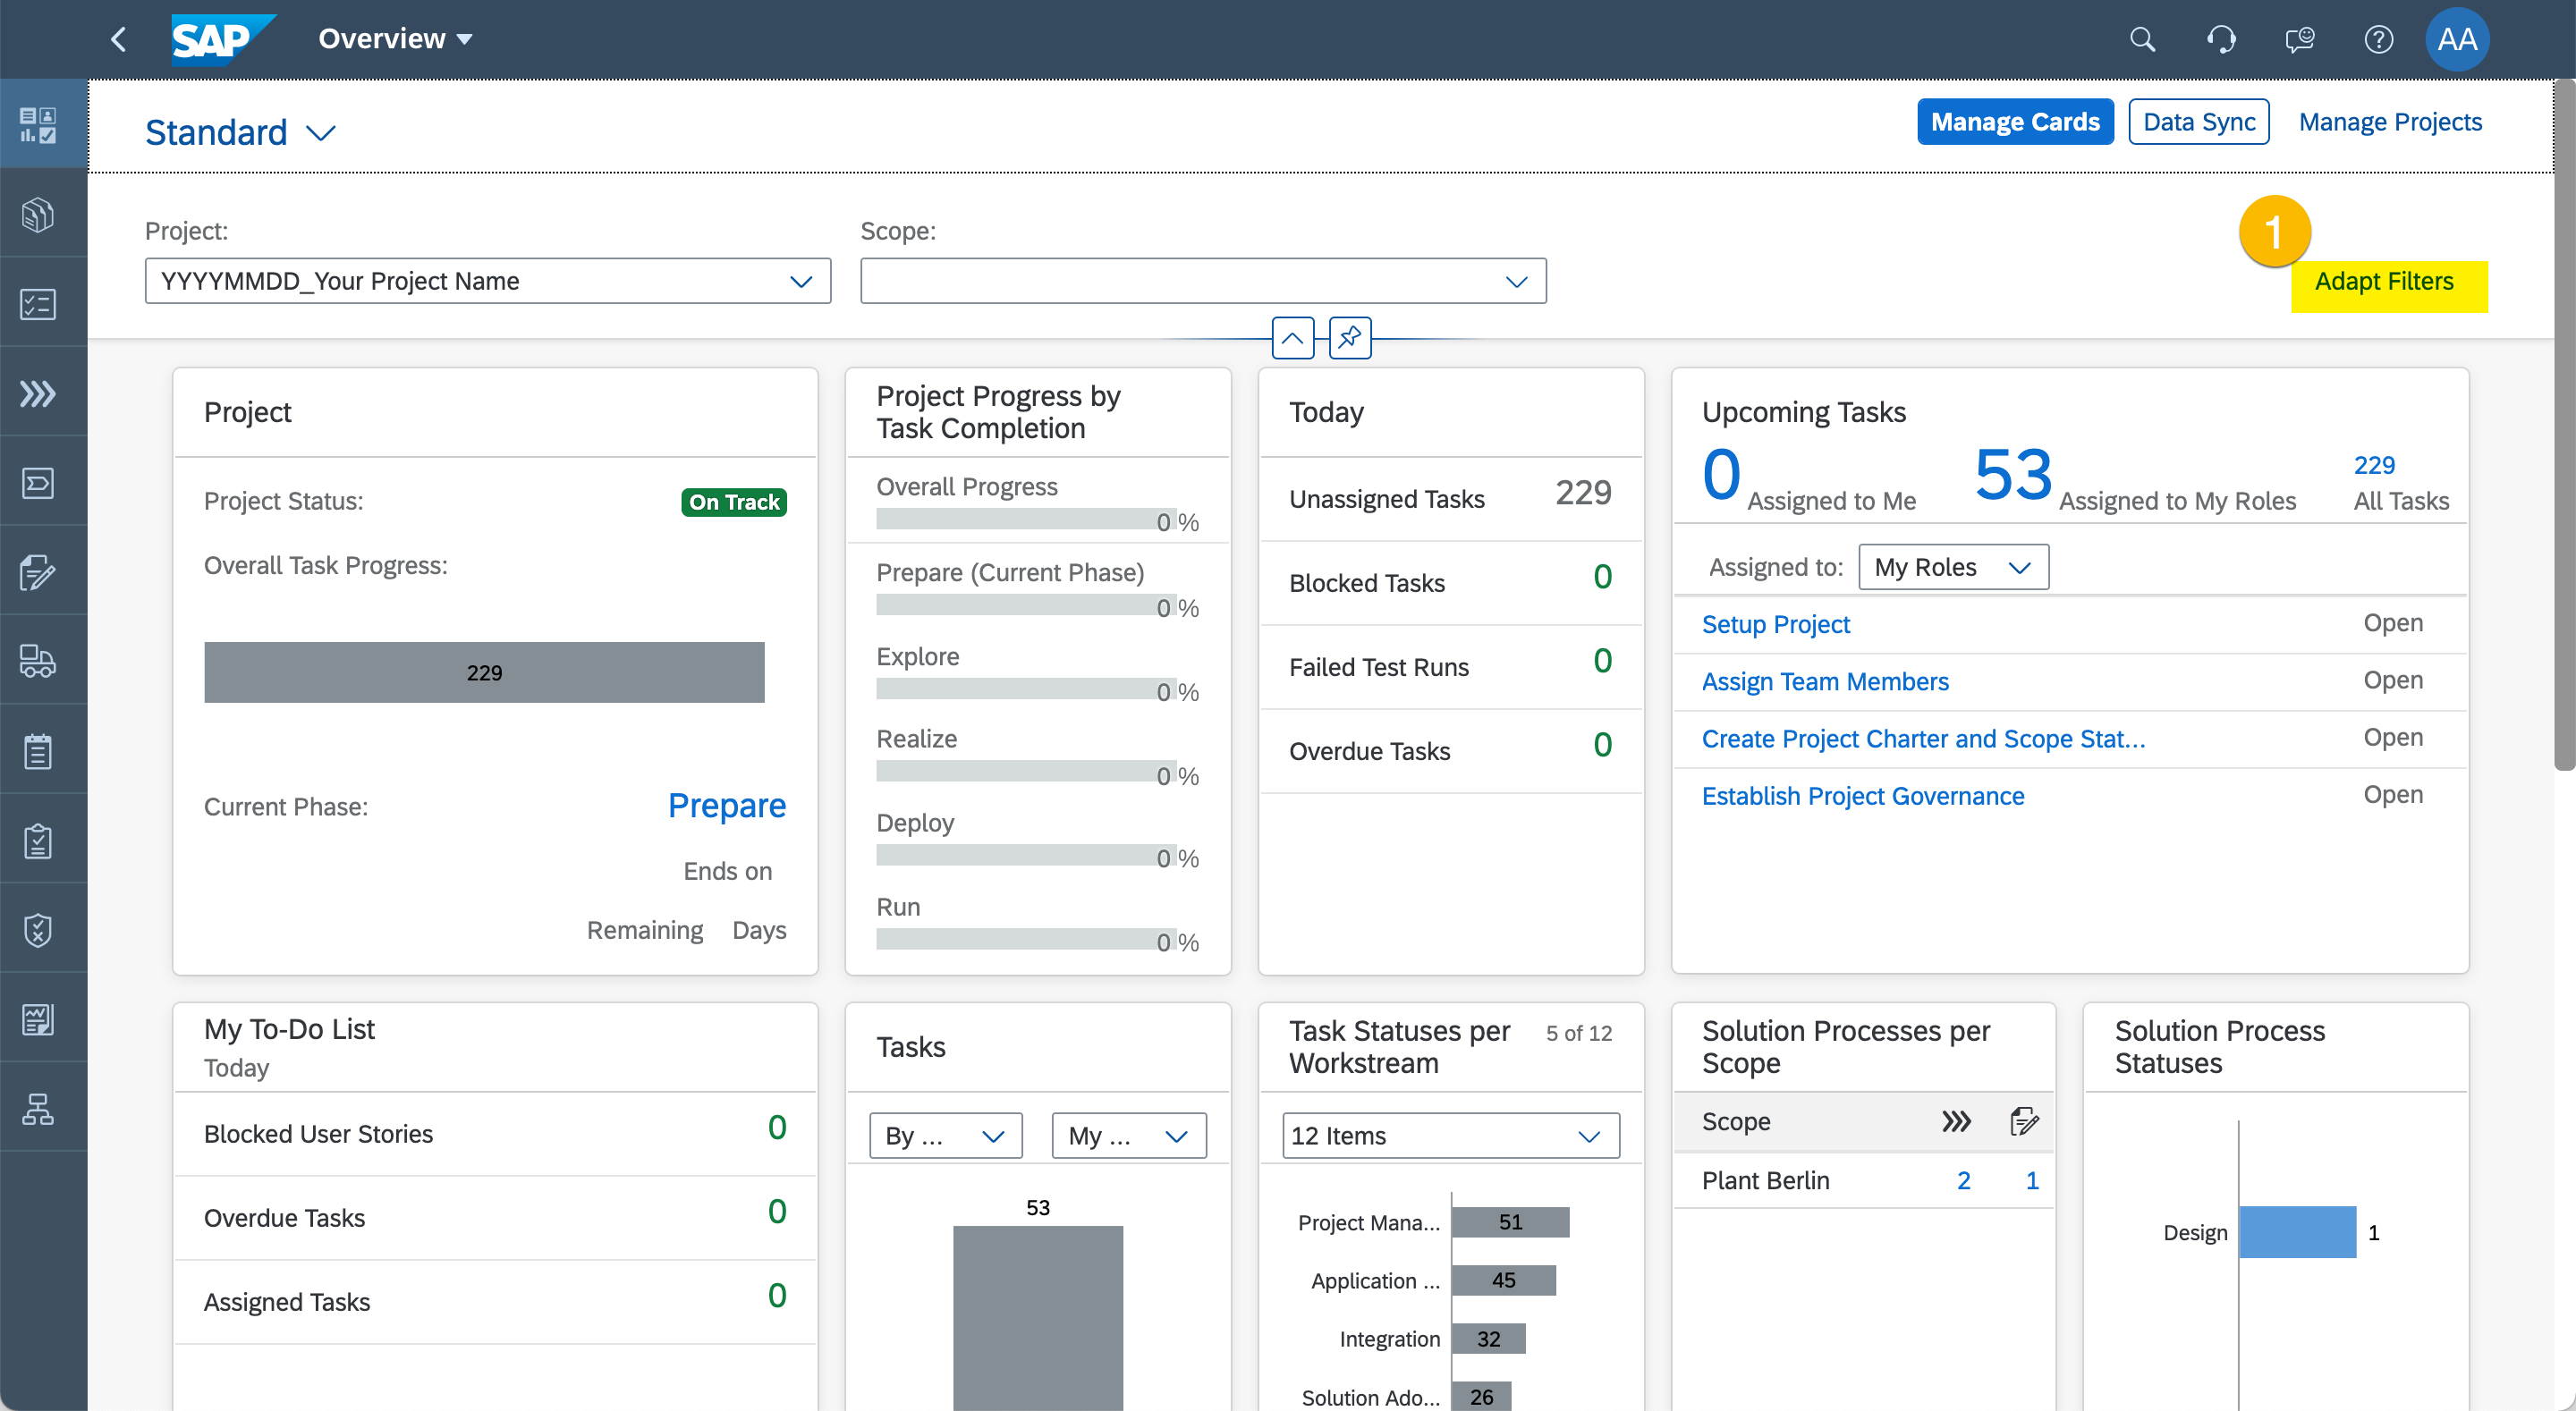 SAP Overview
AA
Standard
Manage Cards Data Sync Manage Projects
Project:
YYYYMMDD_Your Project Name
Scope:
1
Adapt Filters
Project
Project Status: On Track
Overall Task Progress:
229
Current Phase: Prepare
Ends on
Remaining Days
Project Progress by
Task Completion
Overall Progress
0 %
Prepare (Current Phase)
0 %
Explore
0 %
Realize
0 %
Deploy
0 %
Run
0 %
Today
Unassigned Tasks 229
Blocked Tasks 0
Failed Test Runs 0
Overdue Tasks 0
Upcoming Tasks
0 Assigned to Me 53 Assigned to My Roles
229
All Tasks
Assigned to: My Roles
Setup Project Open
Assign Team Members Open
Create Project Charter and Scope Stat... Open
Establish Project Governance Open
My To-Do List
Today
Blocked User Stories 0
Overdue Tasks 0
Assigned Tasks 0
Tasks
By ... My ...
53
Task Statuses per
Workstream
5 of 12
12 Items
Project Mana... 51
Application ... 45
Integration 32
Solution Ado... 26
Solution Processes per
Scope
Scope
Plant Berlin 2 1
Solution Process
Statuses
Design 1